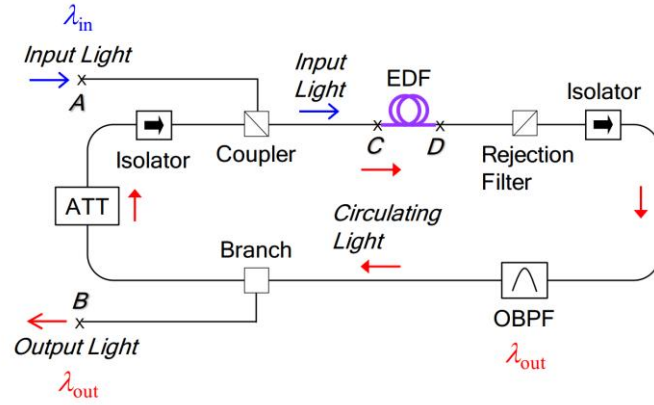 λin
Input Light
A
Isolator
Coupler
Input
Light
EDF
C
D
Rejection
Filter
Isolator
ATT
Circulating
Light
Branch
B
Output Light
λout
OBPF
λout